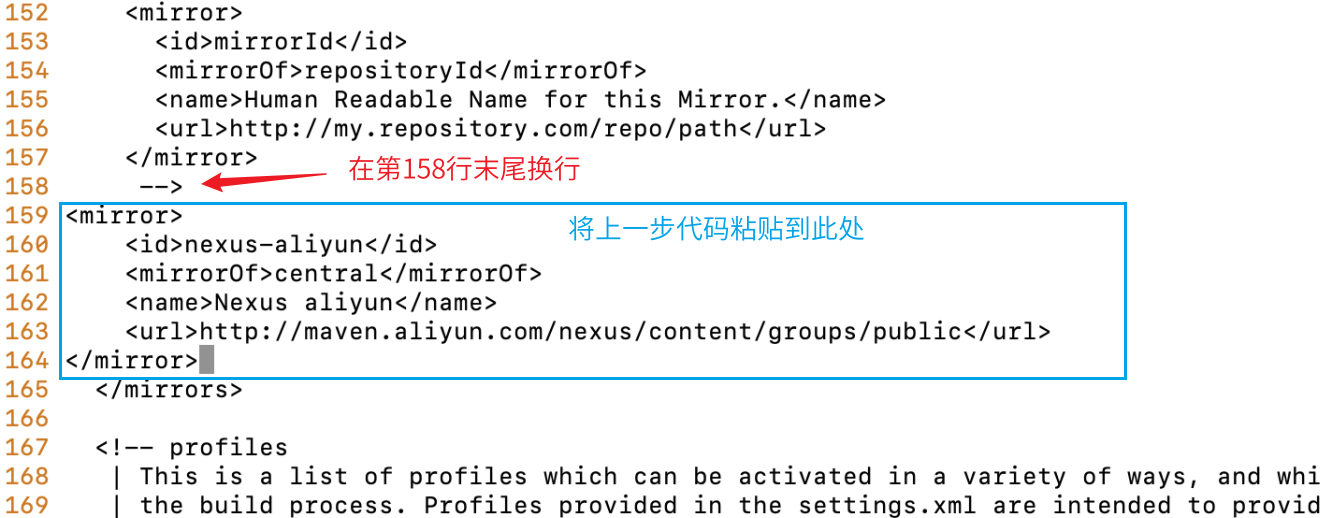 152 <mirror>
153 <id>mirrorId</id>
154 <mirrorOf>repositoryId</mirrorOf>
155 <name>Human Readable Name for this Mirror.</name>
156 <url>http://my.repository.com/repo/path</url>
157 </mirror>
在第158行末尾换行
158 -->
159 <mirror>
将上一步代码粘贴到此处
160 <id>nexus-aliyun</id>
161 <mirrorOf>central</mirrorOf>
162 <name>Nexus aliyun</name>
163 <url>http://maven.aliyun.com/nexus/content/groups/public</url>
164 </mirror>
165 </mirrors>
166
167 <!-- profiles
168 | This is a list of profiles which can be activated in a variety of ways, and whi
169 | the build process. Profiles provided in the settings.xml are intended to provid